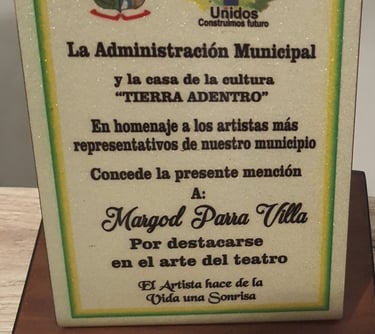 Unidos
Construimos futuro
La Administración Municipal
y la casa de la cultura
“TIERRA ADENTRO”
En homenaje a los artistas más
representativos de nuestro municipio
Concede la presente mención
A:
Margod Parra Villa
Por destacarse
en el arte del teatro
El Artista hace de la
Vida una Sonrisa